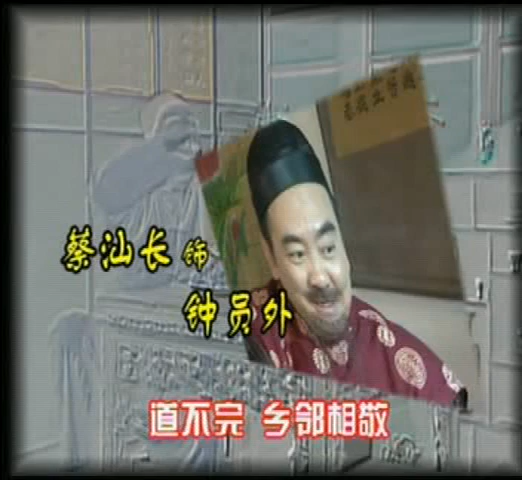 蔡汕长 饰
钟员外
道不完 乡邻相敬